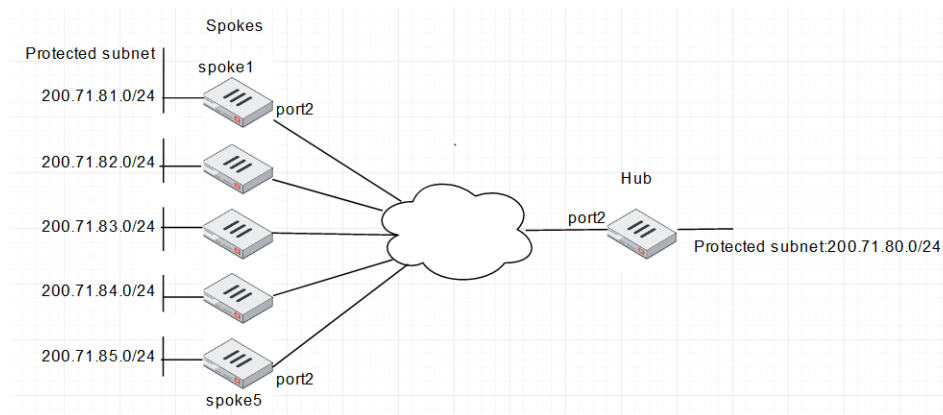 Spokes
Protected subnet
spoke1
200.71.81.0/24
port2
200.71.82.0/24
Hub
200.71.83.0/24
port2
Protected subnet:200.71.80.0/24
200.71.84.0/24
200.71.85.0/24
port2
spoke5